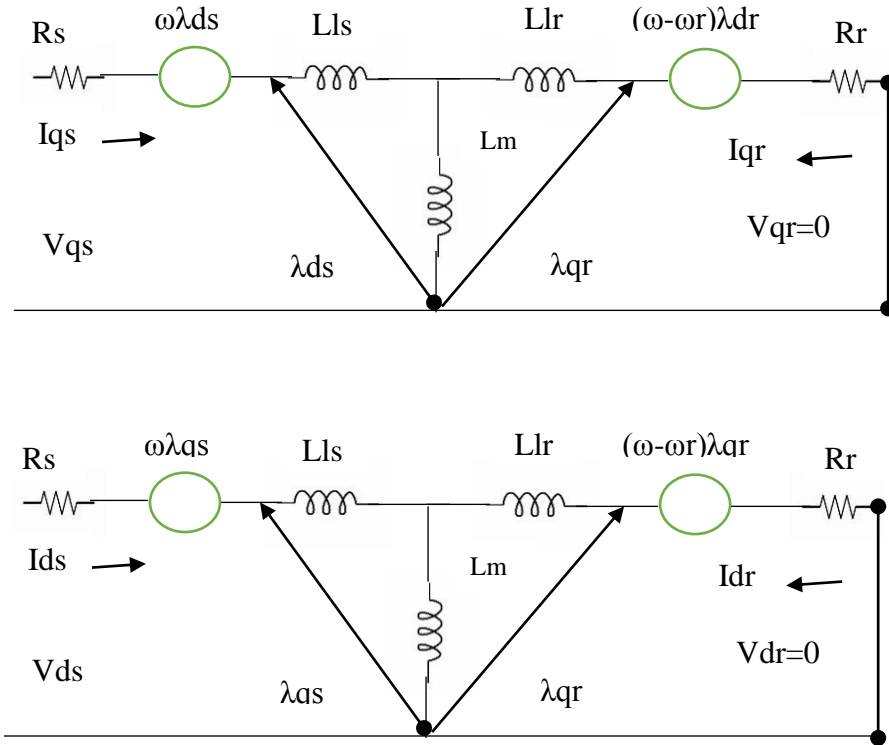 ωλds Lls Llr (ω-ωr)λdr
Rs Rr
Iqs Lm Iqr
Vqs Vqr=0
λds λqr
ωλqs Lls Llr (ω-ωr)λqr
Rs Rr
Ids Lm Idr
Vds Vdr=0
λqs λqr